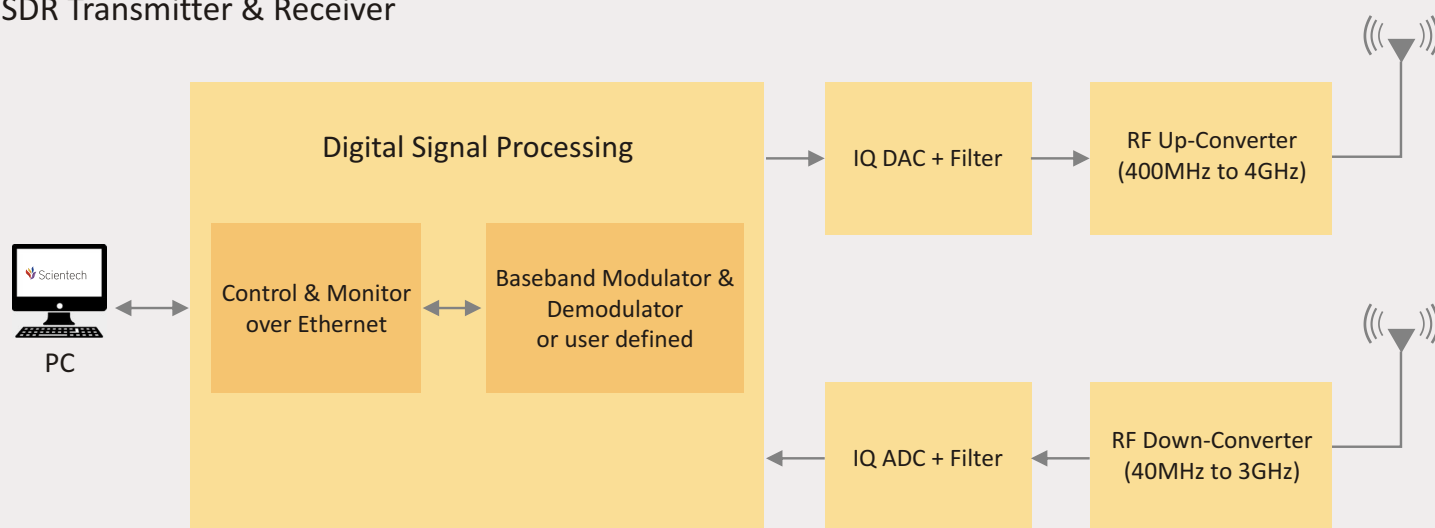 SDR Transmitter & Receiver
Digital Signal Processing
IQ DAC + Filter
RF Up-Converter
(400MHz to 4GHz)
Scientech
PC
Control & Monitor
over Ethernet
Baseband Modulator &
Demodulator
or user defined
IQ ADC + Filter
RF Down-Converter
(40MHz to 3GHz)